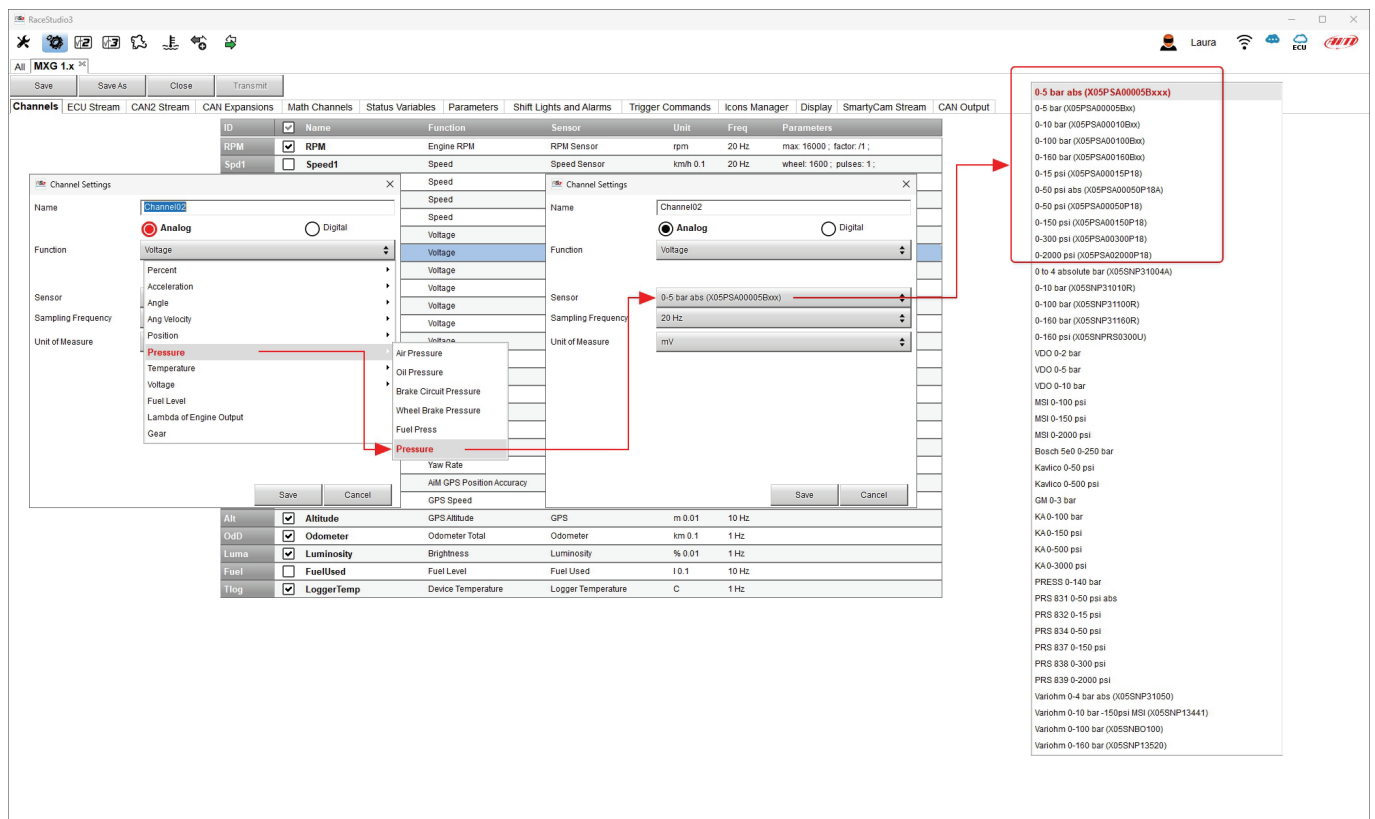 RaceStudio3
Laura
ECU
AiM
All MXG 1.x
Save Save As Close Transmit
Channels ECU Stream CAN2 Stream CAN Expansions Math Channels Status Variables Parameters Shift Lights and Alarms Trigger Commands Icons Manager Display SmartyCam Stream CAN Output
ID Name Function Sensor Unit Freq Parameters
RPM RPM Engine RPM RPM Sensor rpm 20 Hz max: 16000 ; factor: /1 ;
Spd1 Speed1 Speed Speed Sensor km/h 0.1 20 Hz wheel: 1600 ; pulses: 1 ;
Speed
Speed
Speed
Voltage
Voltage
Voltage
Voltage
Voltage
Voltage
Voltage
Yaw Rate
AiM GPS Position Accuracy
GPS Speed
Alt Altitude GPS Altitude GPS m 0.01 10 Hz
OdD Odometer Odometer Total Odometer km 0.1 1 Hz
Luma Luminosity Brightness Luminosity % 0.01 1 Hz
Fuel FuelUsed Fuel Level Fuel Used l 0.1 10 Hz
Tlog LoggerTemp Device Temperature Logger Temperature C 1 Hz
Channel Settings
Name Channel02
Analog Digital
Function Voltage
Percent
Acceleration
Sensor
Angle
Sampling Frequency
Ang Velocity
Position
Unit of Measure
Pressure
Temperature
Voltage
Fuel Level
Lambda of Engine Output
Gear
Save Cancel
Air Pressure
Oil Pressure
Brake Circuit Pressure
Wheel Brake Pressure
Fuel Press
Pressure
Channel Settings
Name Channel02
Analog Digital
Function Voltage
Sensor 0-5 bar abs (X05PSA00005Bxxx)
Sampling Frequency 20 Hz
Unit of Measure mV
Save Cancel
0-5 bar abs (X05PSA00005Bxxx)
0-5 bar (X05PSA00005Bxx)
0-10 bar (X05PSA00010Bxx)
0-100 bar (X05PSA00100Bxx)
0-160 bar (X05PSA00160Bxx)
0-15 psi (X05PSA00015P18)
0-50 psi abs (X05PSA00050P18A)
0-50 psi (X05PSA00050P18)
0-150 psi (X05PSA00150P18)
0-300 psi (X05PSA00300P18)
0-2000 psi (X05PSA02000P18)
0 to 4 absolute bar (X05SNP31004A)
0-10 bar (X05SNP31010R)
0-100 bar (X05SNP31100R)
0-160 bar (X05SNP31160R)
0-160 psi (X05SNPRS0300U)
VDO 0-2 bar
VDO 0-5 bar
VDO 0-10 bar
MSI 0-100 psi
MSI 0-150 psi
MSI 0-2000 psi
Bosch 5e0 0-250 bar
Kavlico 0-50 psi
Kavlico 0-500 psi
GM 0-3 bar
KA 0-100 bar
KA 0-150 psi
KA 0-500 psi
KA 0-3000 psi
PRESS 0-140 bar
PRS 831 0-50 psi abs
PRS 832 0-15 psi
PRS 834 0-50 psi
PRS 837 0-150 psi
PRS 838 0-300 psi
PRS 839 0-2000 psi
Variohm 0-4 bar abs (X05SNP31050)
Variohm 0-10 bar -150psi MSI (X05SNP13441)
Variohm 0-100 bar (X05SNBO100)
Variohm 0-160 bar (X05SNP13520)